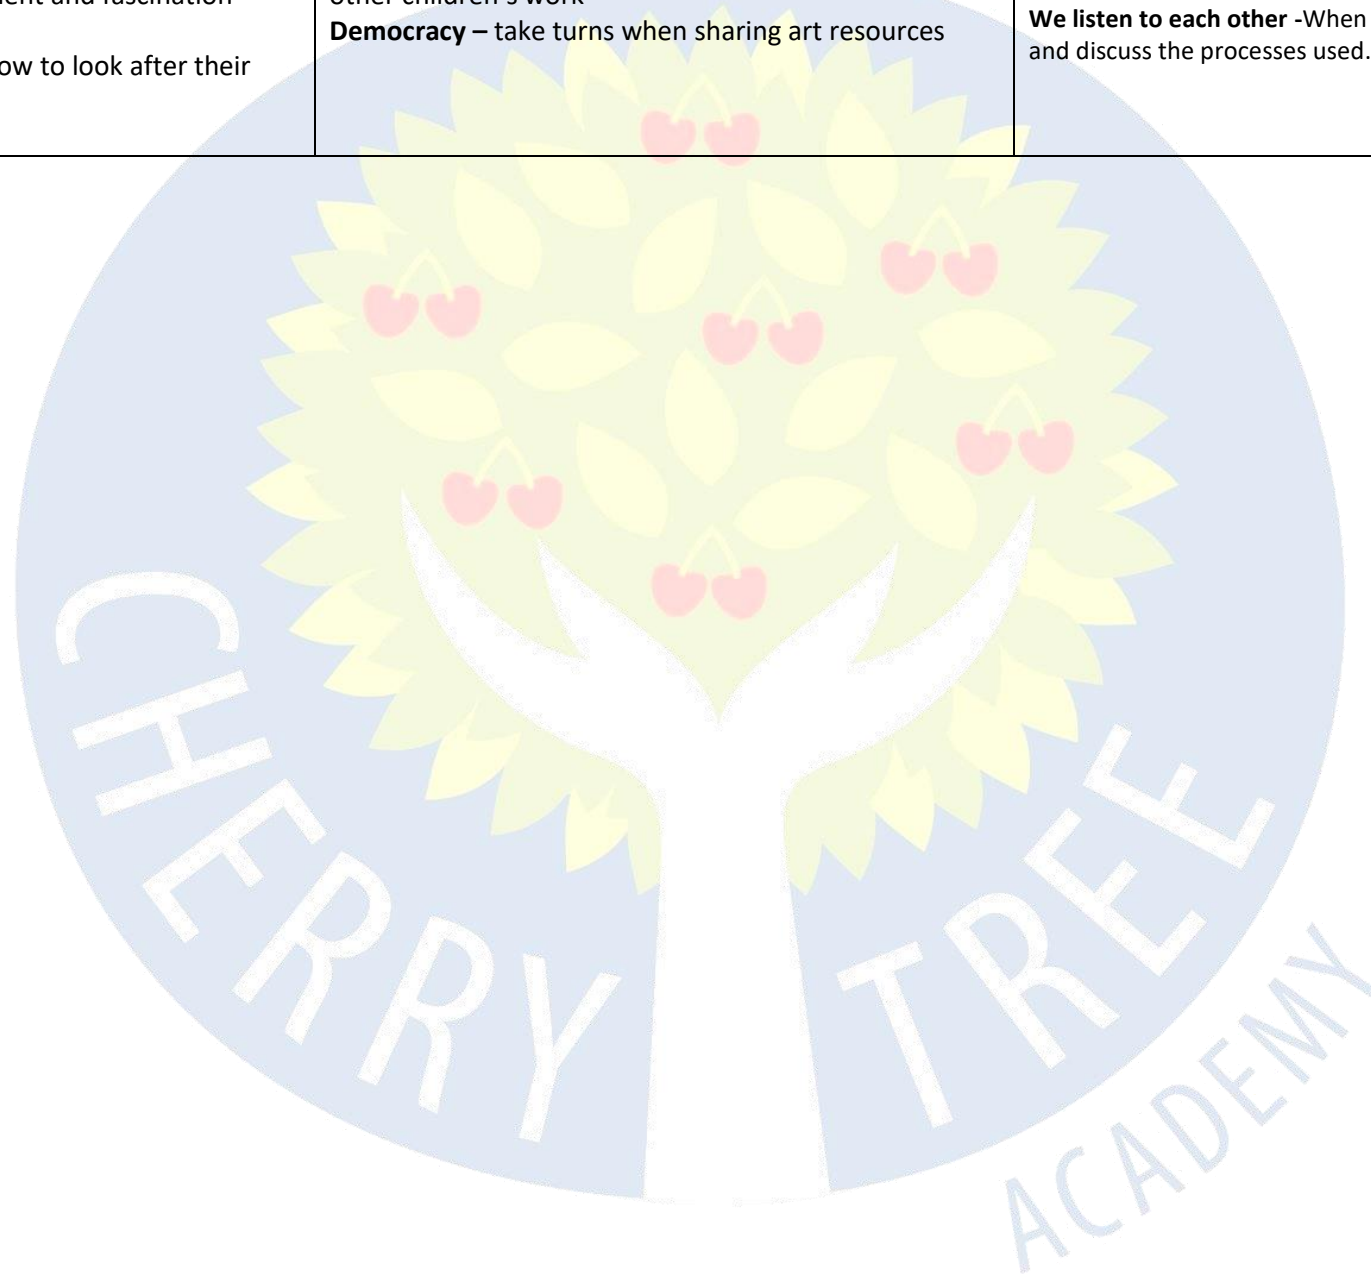 and fascination
ow to look after their
other children's work
Democracy – take turns when sharing art resources
We listen to each other -When
and discuss the processes used.
CHERRY TREE
ACADEMY